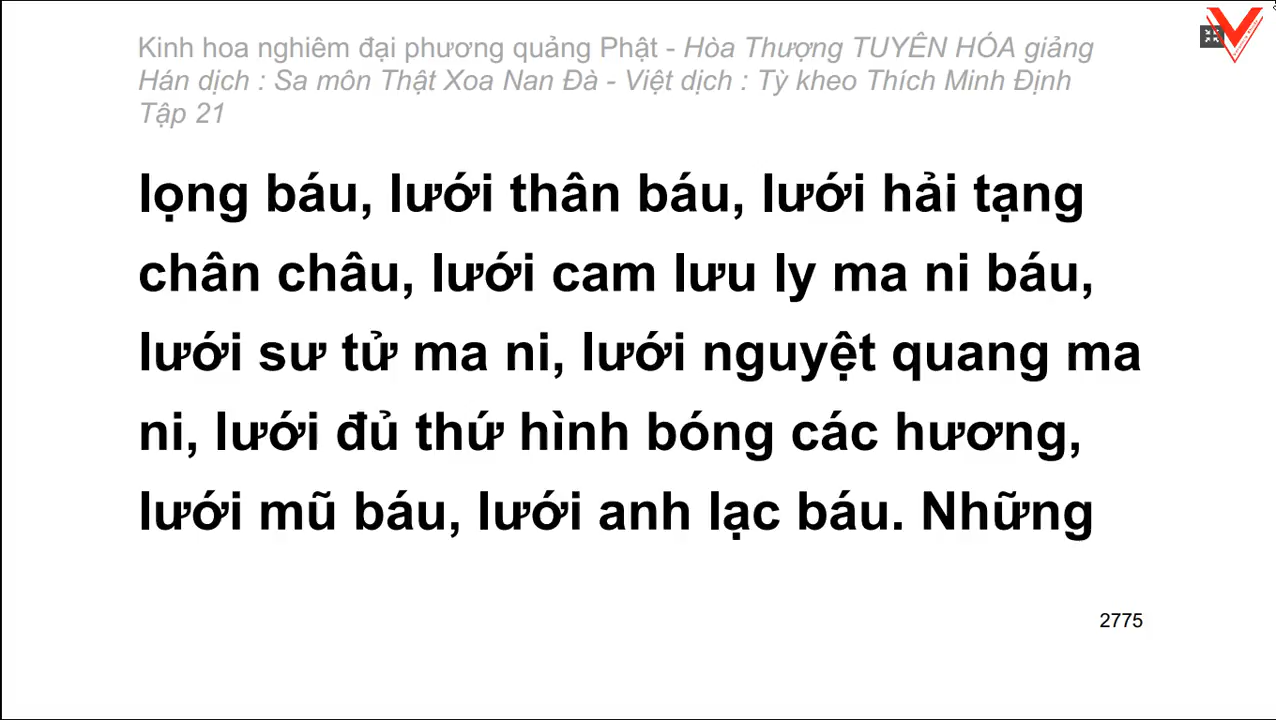 Kinh hoa nghiêm đại phương quảng Phật - Hòa Thượng TUYÊN HÓA giảng
Hán dịch : Sa môn Thật Xoa Nan Đà - Việt dịch : Tỳ kheo Thích Minh Định
Tập 21
lọng báu, lưới thân báu, lưới hải tạng
chân châu, lưới cam lưu ly ma ni báu,
lưới sư tử ma ni, lưới nguyệt quang ma
ni, lưới đủ thứ hình bóng các hương,
lưới mũ báu, lưới anh lạc báu. Những
2775